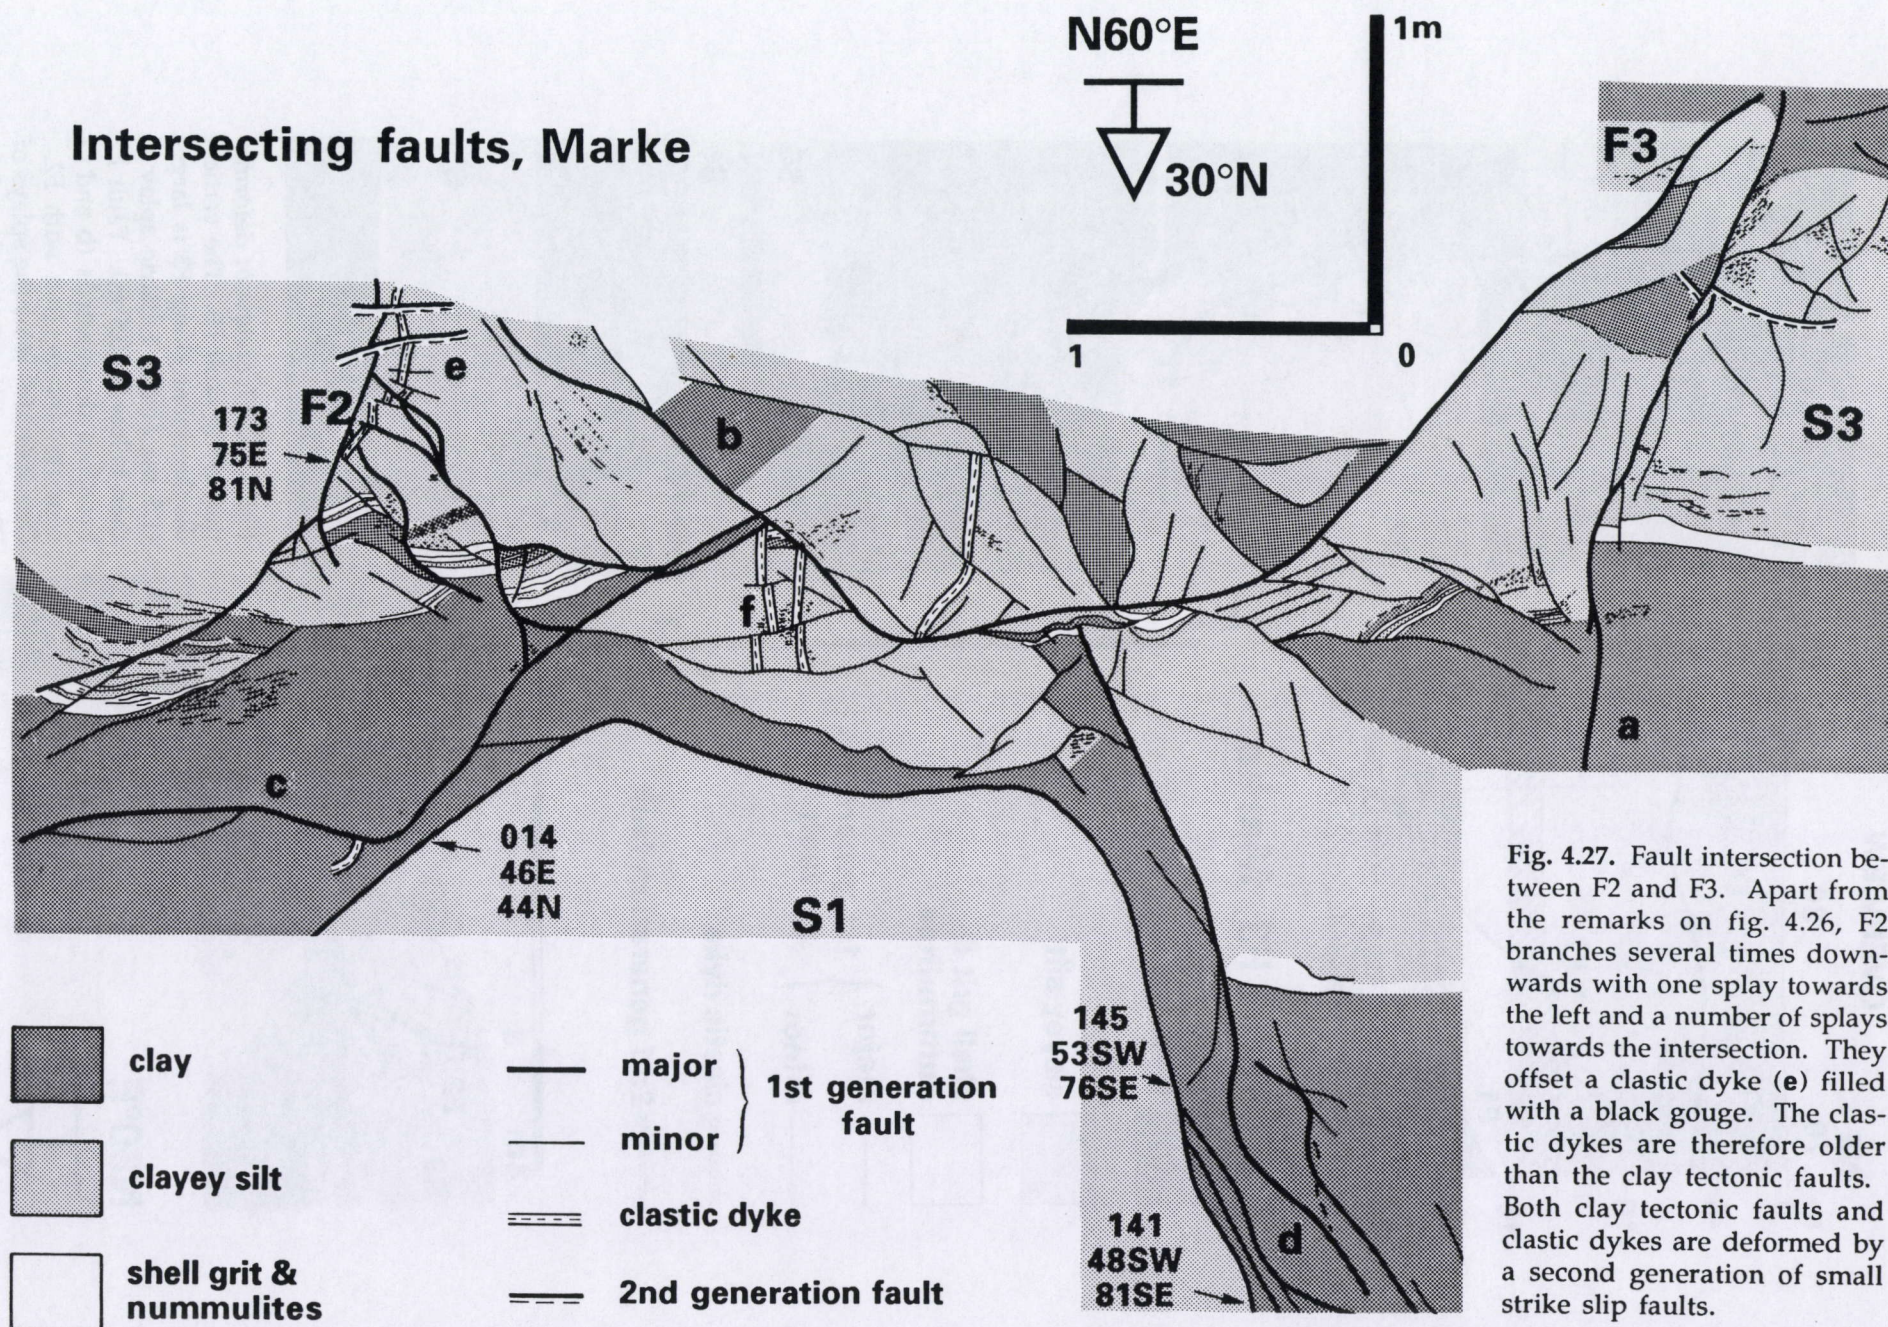 Intersecting faults, Marke
N60°E
30°N
1m
1
0
F3
S3
S3
e
F2
173
75E
81N
b
f
a
c
014
46E
44N
S1
145
53SW
76SE
141
48SW
81SE
d
clay
clayey silt
shell grit &
nummulites
major
minor
1st generation
fault
clastic dyke
2nd generation fault
Fig. 4.27. Fault intersection be-
tween F2 and F3. Apart from
the remarks on fig. 4.26, F2
branches several times down-
wards with one splay towards
the left and a number of splays
towards the intersection. They
offset a clastic dyke (e) filled
with a black gouge. The clas-
tic dykes are therefore older
than the clay tectonic faults.
Both clay tectonic faults and
clastic dykes are deformed by
a second generation of small
strike slip faults.